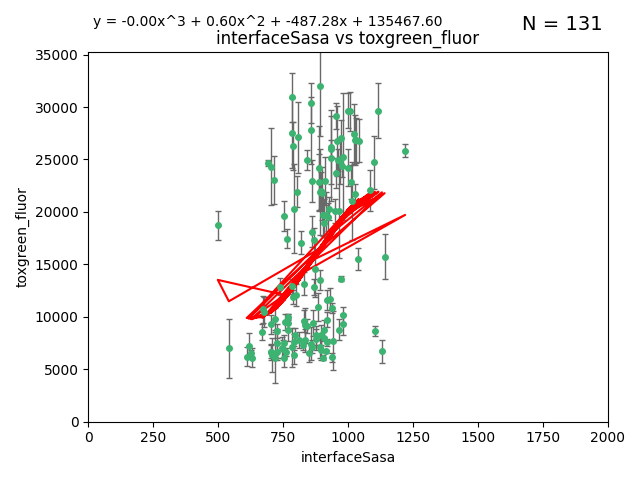 y = -0.00x^3 + 0.60x^2 + -487.28x + 135467.60
N = 131
interfaceSasa vs toxgreen_fluor
35000
30000
25000
20000
15000
10000
5000
0
toxgreen_fluor
0 250 500 750 1000 1250 1500 1750 2000
interfaceSasa